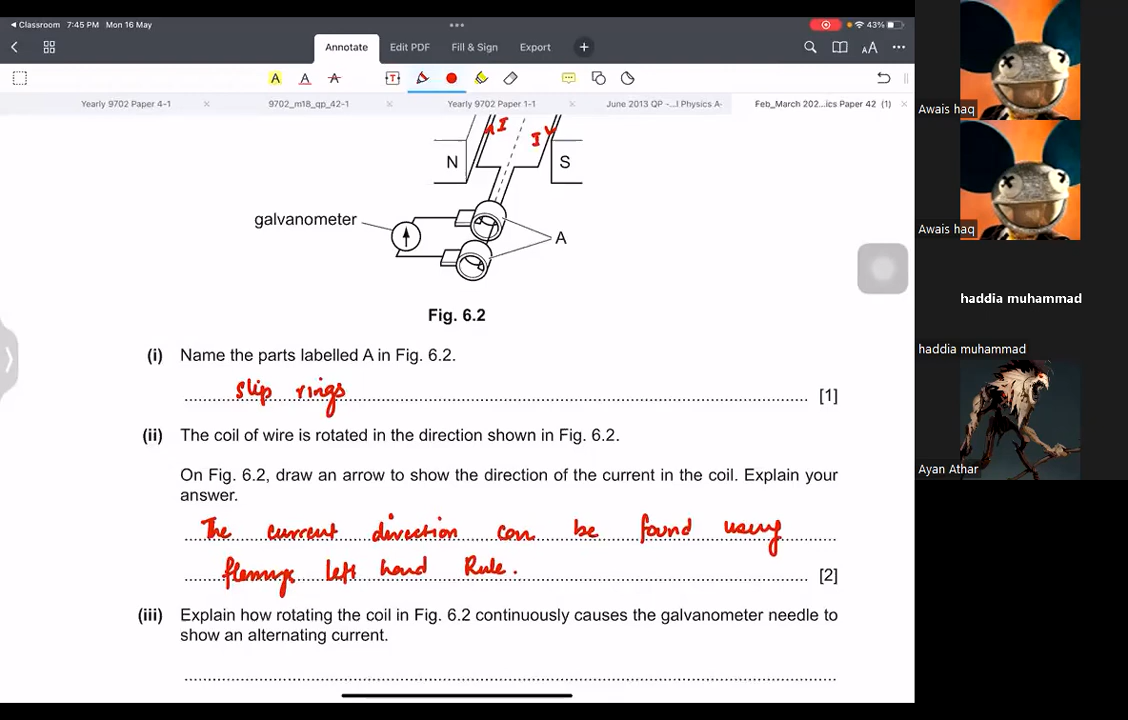 Classroom 7:45 PM Mon 16 May
43%
Annotate Edit PDF Fill & Sign Export
Yearly 9702 Paper 4-1
9702_m18_qp_42-1
Yearly 9702 Paper 1-1
June 2013 QP -...l Physics A-
Feb_March 202...ics Paper 42 (1)
I I
N S
galvanometer
A
Fig. 6.2
(i) Name the parts labelled A in Fig. 6.2.
slip rings [1]
(ii) The coil of wire is rotated in the direction shown in Fig. 6.2.
On Fig. 6.2, draw an arrow to show the direction of the current in the coil. Explain your
answer.
The current direction can be found using
flemings left hand Rule. [2]
(iii) Explain how rotating the coil in Fig. 6.2 continuously causes the galvanometer needle to
show an alternating current.
Awais haq
Awais haq
haddia muhammad
haddia muhammad
Ayan Athar